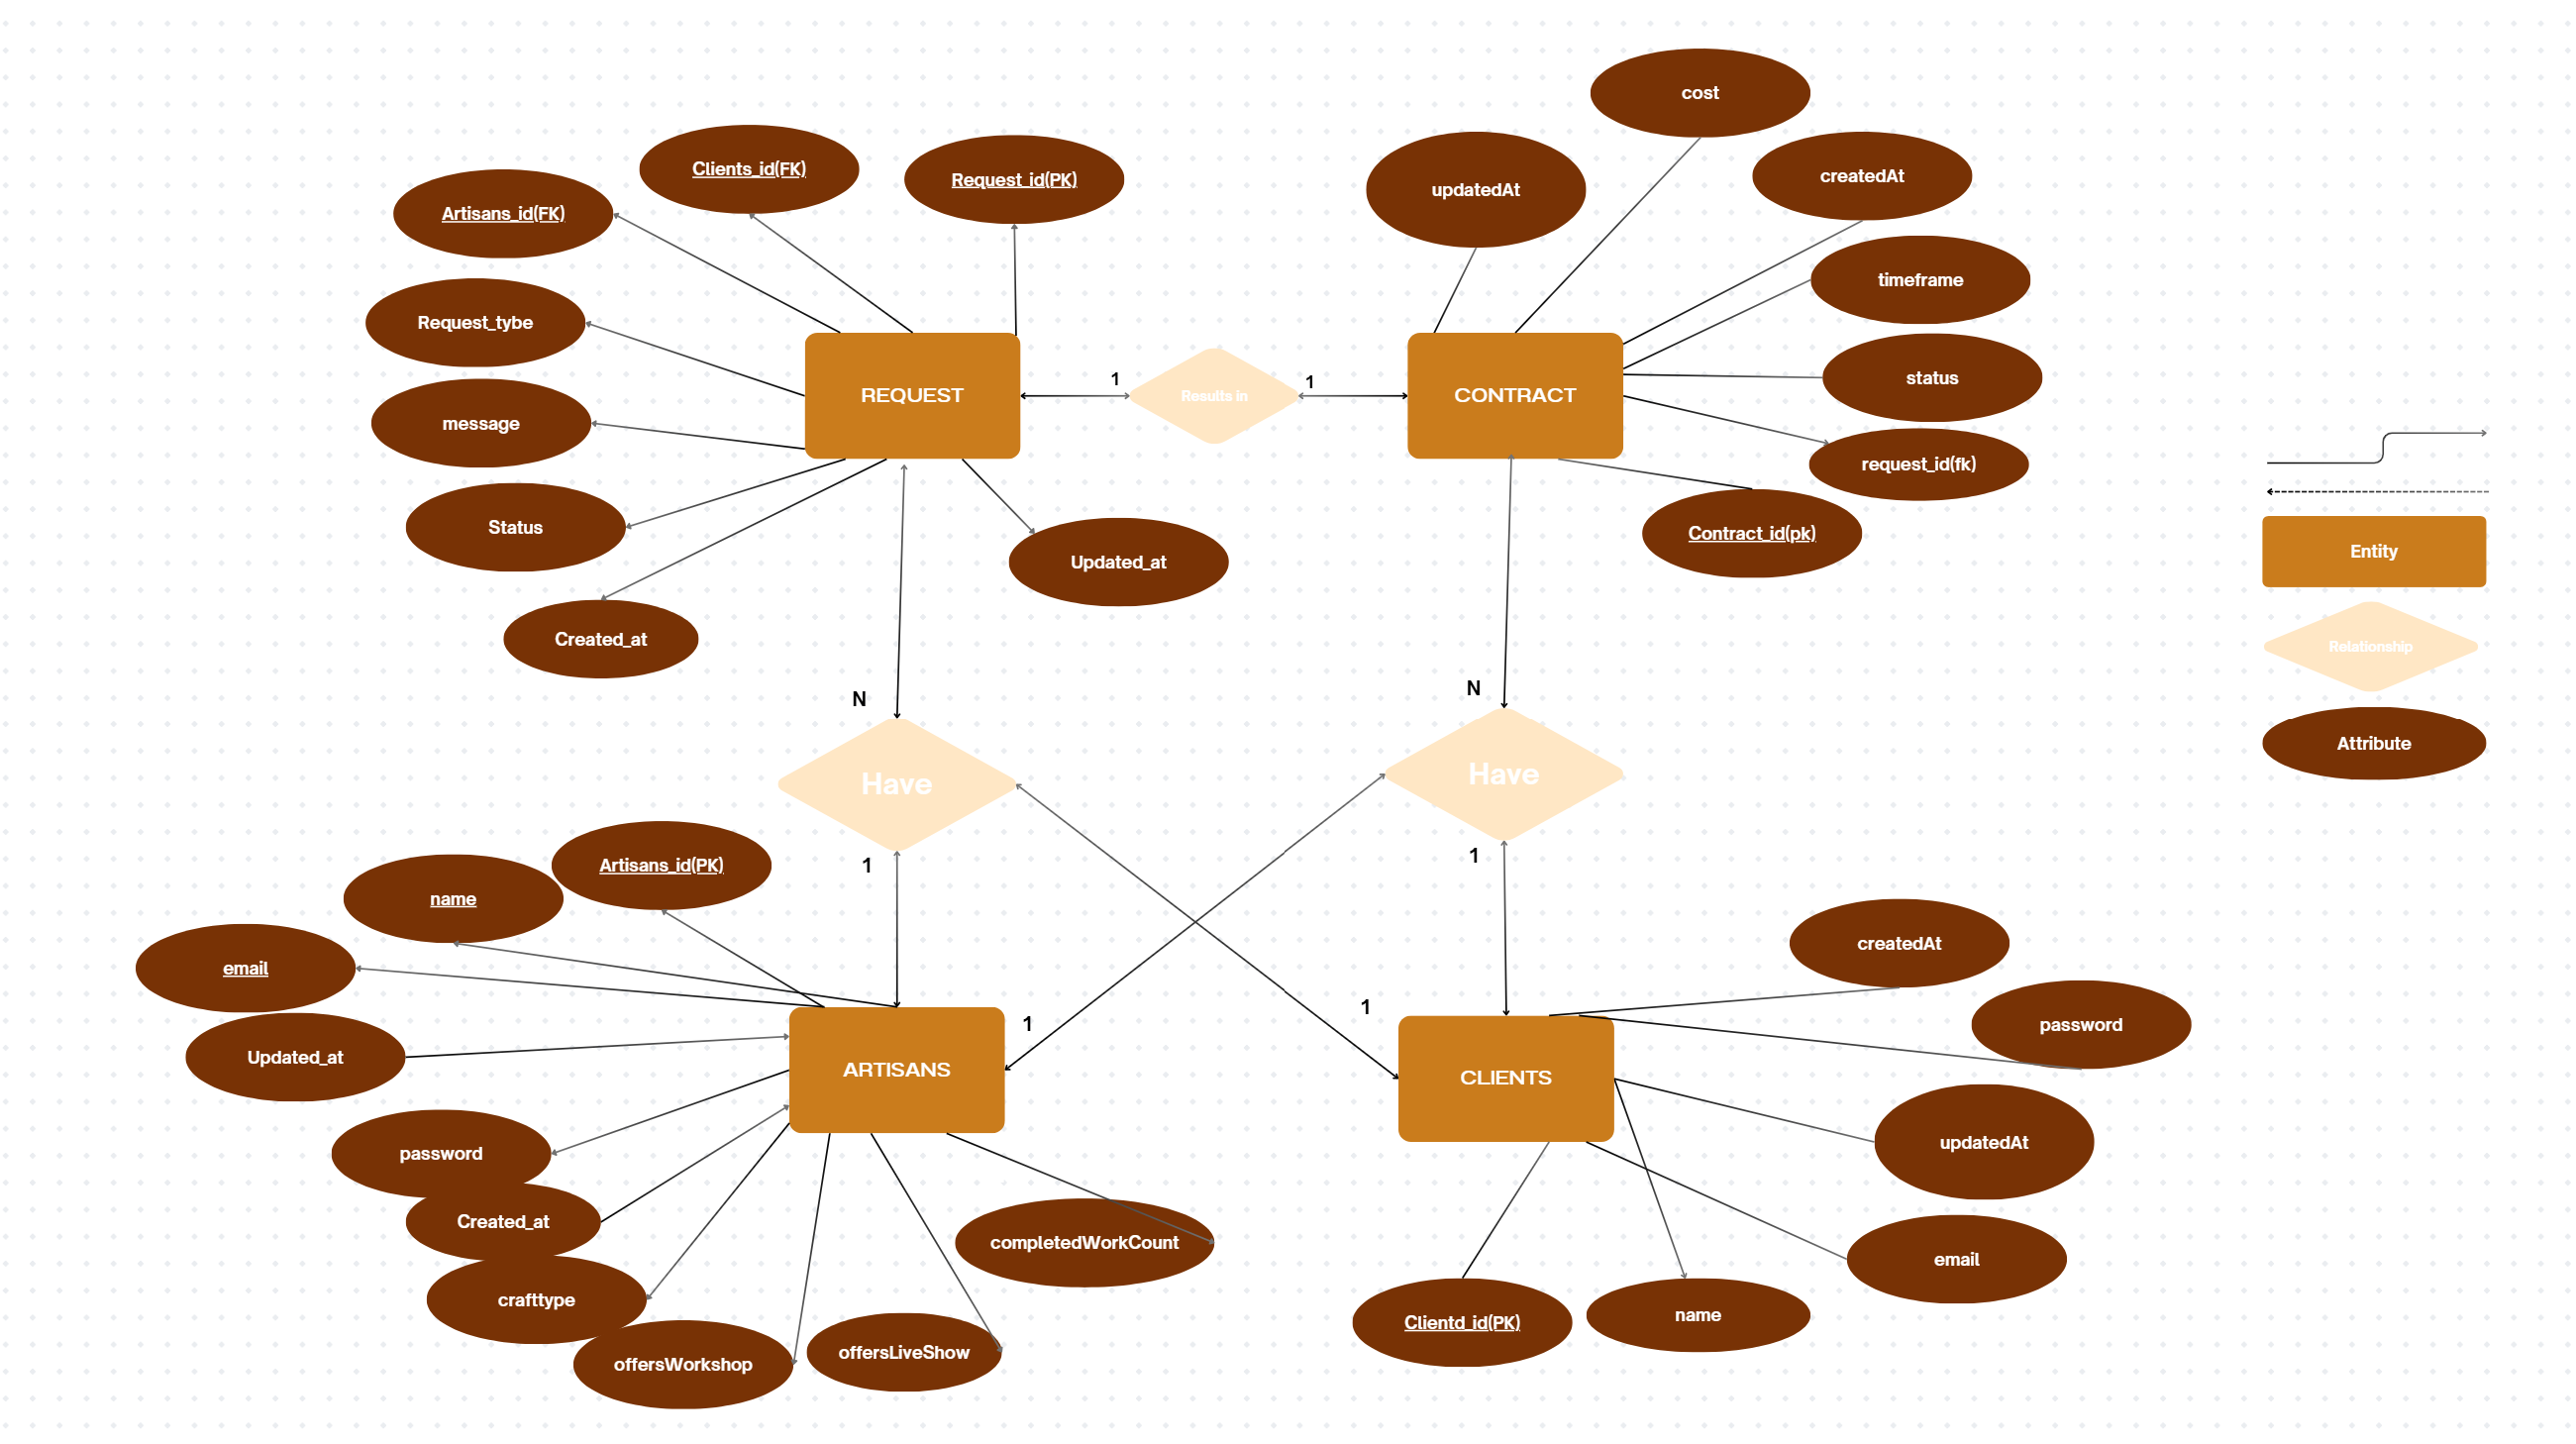 cost
Clients_id(FK)
Request_id(PK)
updatedAt
createdAt
Artisans_id(FK)
timeframe
Request_tybe
status
REQUEST
1
Results in
1
CONTRACT
message
request_id(fk)
Status
Contract_id(pk)
Updated_at
Entity
Created_at
Relationship
N
N
Attribute
Have
Have
1
1
Artisans_id(PK)
name
email
createdAt
Updated_at
1
1
password
ARTISANS
CLIENTS
password
updatedAt
Created_at
completedWorkCount
email
crafttype
offersWorkshop
offersLiveShow
Clientd_id(PK)
name